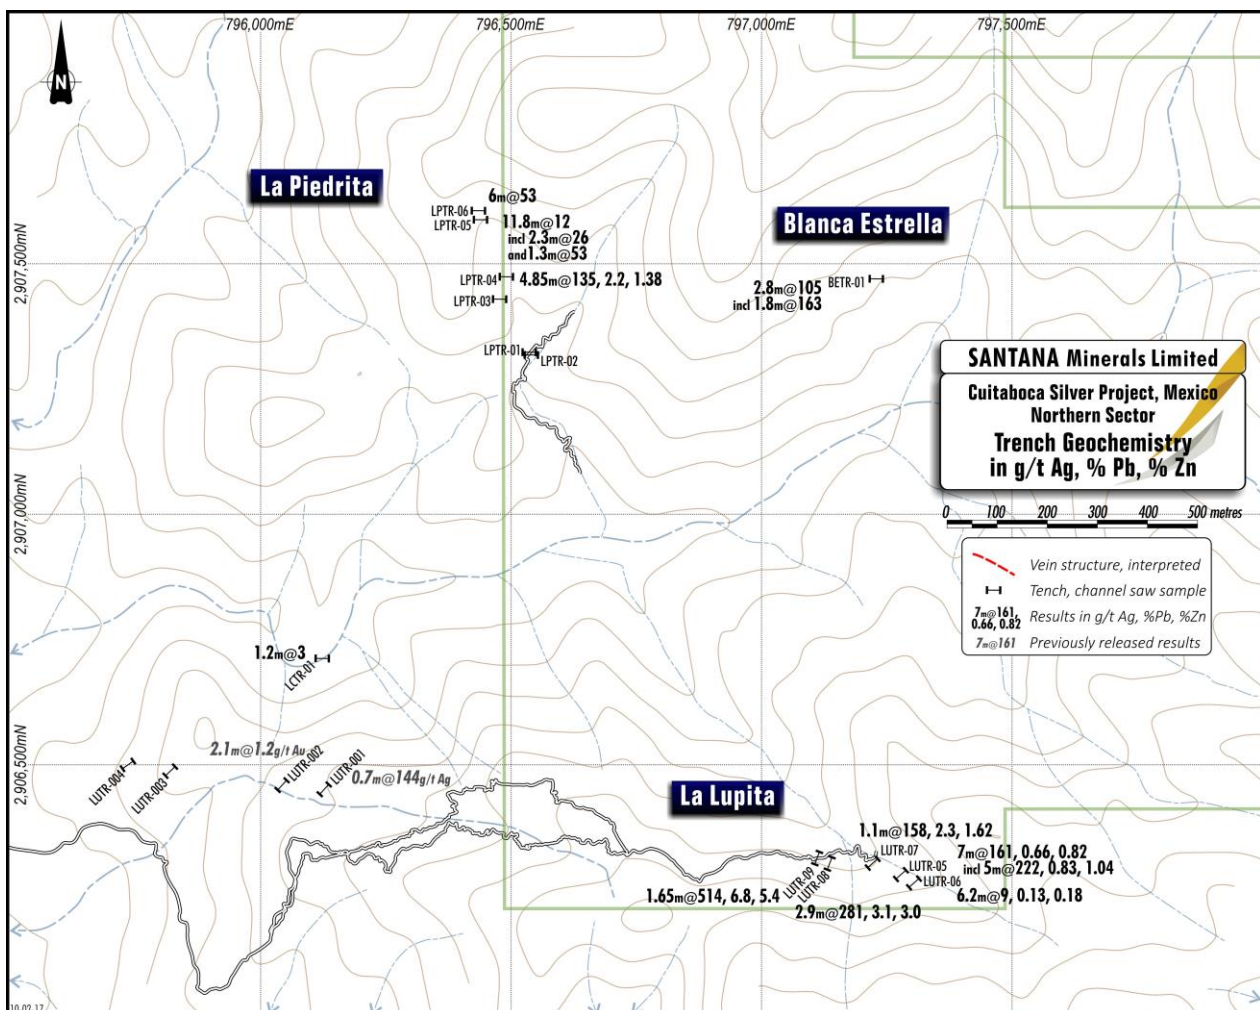 796,000mE
796,500mE
797,000mE
797,500mE
N
La Piedrita
6m@53
LPTR-06
LPTR-05
11.8m@12
incl 2.3m@26
and 1.3m@53
Blanca Estrella
2,907,500mN
LPTR-04
4.85m@135, 2.2, 1.38
LPTR-03
BETR-01
2.8m@105
incl 1.8m@163
LPTR-01
LPTR-02
SANTANA Minerals Limited
Cuitaboca Silver Project, Mexico
Northern Sector
Trench Geochemistry
in g/t Ag, % Pb, % Zn
2,907,000mN
0 100 200 300 400 500 metres
Vein structure, interpreted
Tench, channel saw sample
7m@161,
0.66, 0.82
Results in g/t Ag, %Pb, %Zn
7m@161
Previously released results
1.2m@3
LCTR-01
2,906,500mN
2.1m@1.2g/t Au
LUTR-004
LUTR-003
LUTR-002
LUTR-001
0.7m@144g/t Ag
La Lupita
1.1m@158, 2.3, 1.62
LUTR-07
7m@161, 0.66, 0.82
LUTR-05
incl 5m@222, 0.83, 1.04
LUTR-09
LUTR-08
LUTR-06
1.65m@514, 6.8, 5.4
6.2m@9, 0.13, 0.18
2.9m@281, 3.1, 3.0
10.02.17